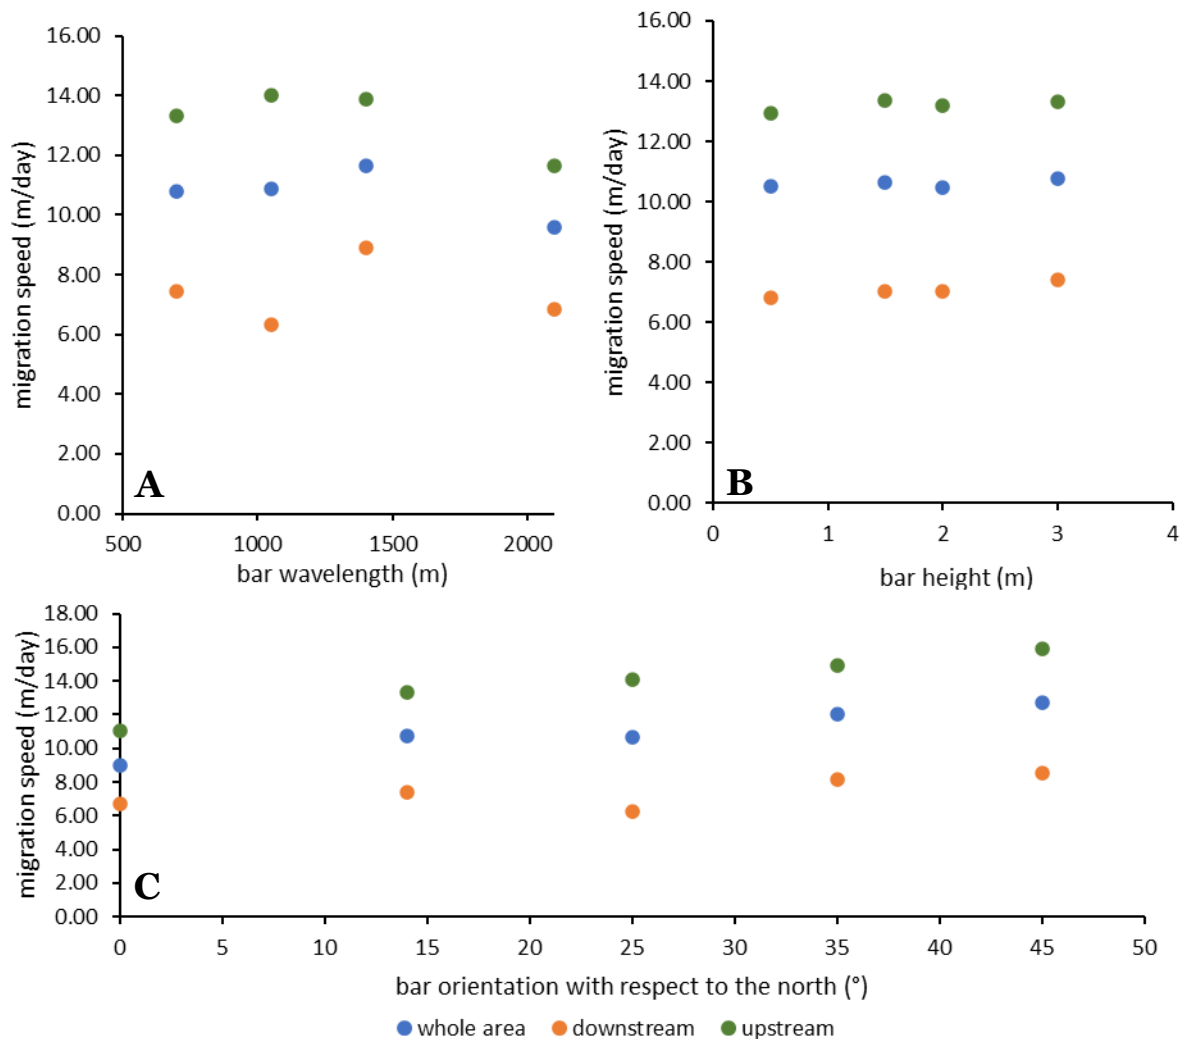 16.00
14.00
12.00
10.00
8.00
6.00
4.00
2.00
0.00
migration speed (m/day)
A
500 1000 1500 2000
bar wavelength (m)
16.00
14.00
12.00
10.00
8.00
6.00
4.00
2.00
0.00
migration speed (m/day)
B
0 1 2 3 4
bar height (m)
18.00
16.00
14.00
12.00
10.00
8.00
6.00
4.00
2.00
0.00
migration speed (m/day)
C
0 5 10 15 20 25 30 35 40 45 50
bar orientation with respect to the north (°)
whole area downstream upstream